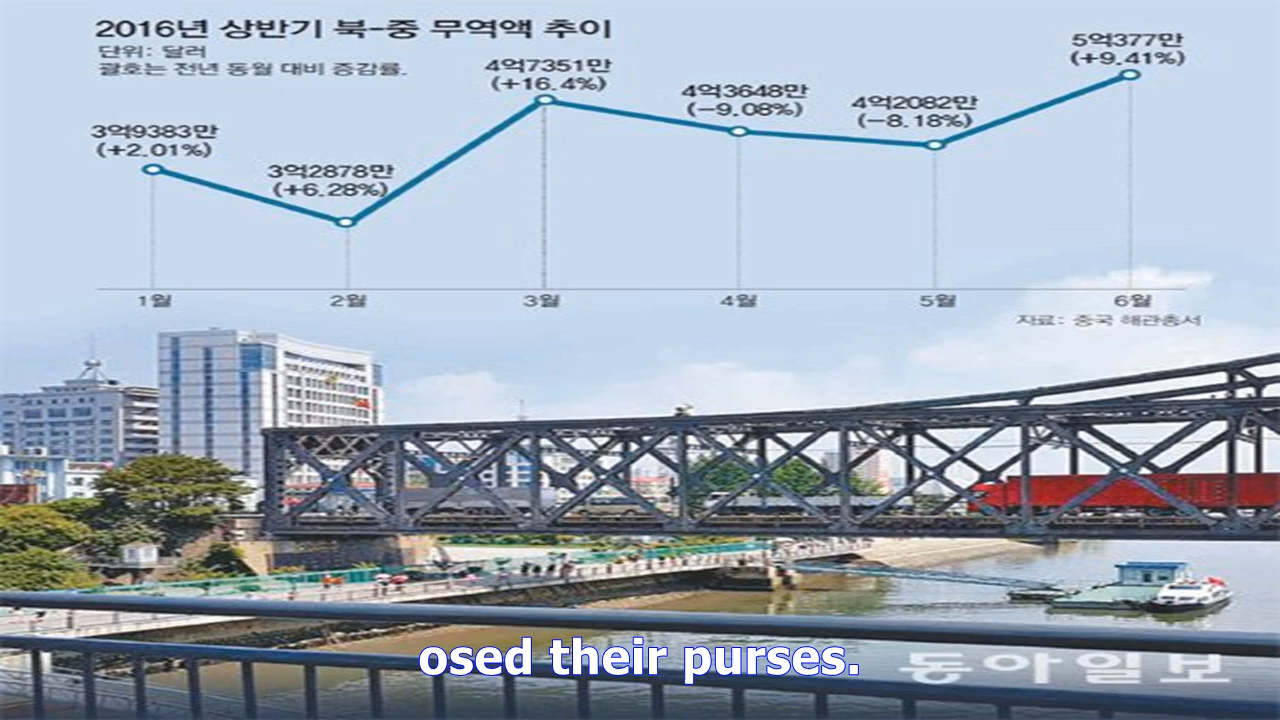 2016년 상반기 북-중 무역액 추이
단위: 달러
괄호는 전년 동월 대비 증감률.
3억9383만
(+2.01%)
3억2878만
(+6.28%)
4억7351만
(+16.4%)
4억3648만
(-9.08%)
4억2082만
(-8.18%)
5억377만
(+9.41%)
1월
2월
3월
4월
5월
6월
자료: 중국 해관총서
osed their purses.
동아일보